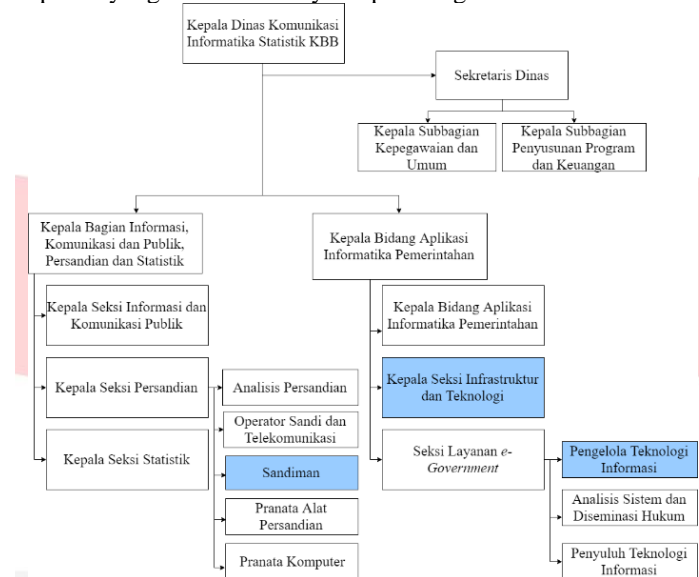 Kepala Dinas Komunikasi
Informatika Statistik KBB
Sekretaris Dinas
Kepala Subbagian
Kepegawaian dan
Umum
Kepala Subbagian
Penyusunan Program
dan Keuangan
Kepala Bagian Informasi,
Komunikasi dan Publik,
Persandian dan Statistik
Kepala Bidang Aplikasi
Informatika Pemerintahan
Kepala Seksi Informasi dan
Komunikasi Publik
Kepala Seksi Persandian
Kepala Seksi Statistik
Analisis Persandian
Operator Sandi dan
Telekomunikasi
Sandiman
Pranata Alat
Persandian
Pranata Komputer
Kepala Bidang Aplikasi
Informatika Pemerintahan
Kepala Seksi Infrastruktur
dan Teknologi
Seksi Layanan e-
Government
Pengelola Teknologi
Informasi
Analisis Sistem dan
Diseminasi Hukum
Penyuluh Teknologi
Informasi